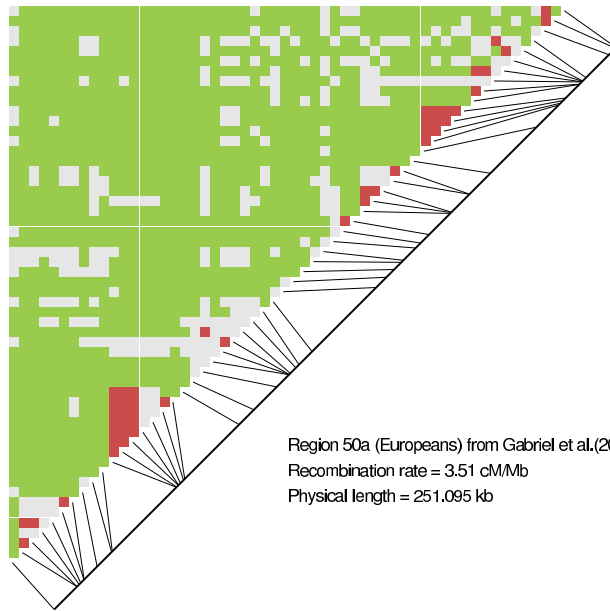 Region 50a (Europeans) from Gabriel et al.(20
Recombination rate = 3.51 cM/Mb
Physical length = 251.095 kb